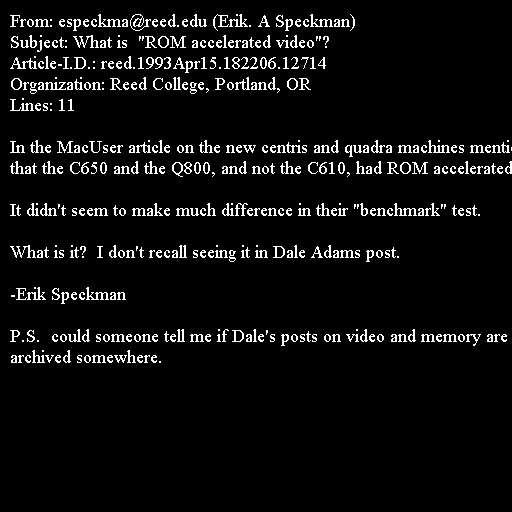 From: especkma@reed.edu (Erik. A Speckman)
Subject: What is  "ROM accelerated video"?
Article-I.D.: reed.1993Apr15.182206.12714
Organization: Reed College, Portland, OR
Lines: 11

In the MacUser article on the new centris and quadra machines
that the C650 and the Q800, and not the C610, had ROM accelerated

It didn't seem to make much difference in their "benchmark" test.

What is it?  I don't recall seeing it in Dale Adams post.

-Erik Speckman

P.S.  could someone tell me if Dale's posts on video and memory are
archived somewhere.